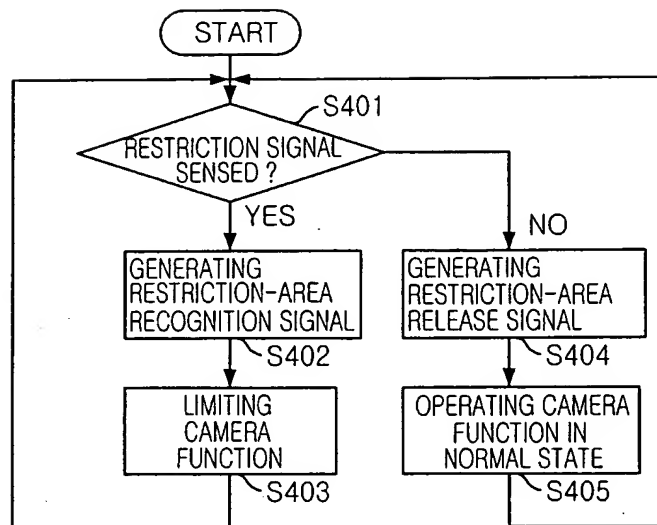 START
S401
RESTRICTION SIGNAL
SENSED ?
YES
NO
GENERATING
RESTRICTION-AREA
RECOGNITION SIGNAL
S402
GENERATING
RESTRICTION-AREA
RELEASE SIGNAL
S404
LIMITING
CAMERA
FUNCTION
S403
OPERATING CAMERA
FUNCTION IN
NORMAL STATE
S405